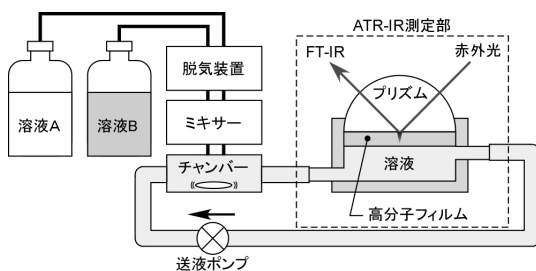 ATR-IR測定部
FT-IR
赤外光
脱気装置
プリズム
溶液A
溶液B
ミキサー
チャンバー
溶液
高分子フィルム
送液ポンプ